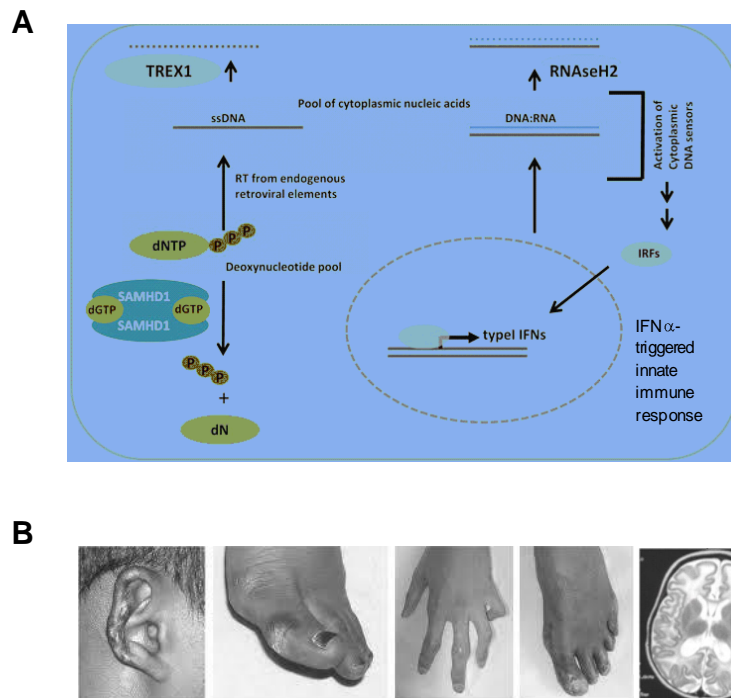 A
TREX1
RNAseH2
Pool of cytoplasmic nucleic acids
ssDNA
DNA:RNA
Activation of
Cytoplasmic
DNA sensors
RT from endogenous
retroviral elements
dNTP
P P P
Deoxynucleotide pool
IRFs
SAMHD1
dGTP dGTP
SAMHD1
typeI IFNs
IFNα-
triggered
innate
immune
response
P P P
+
dN
B